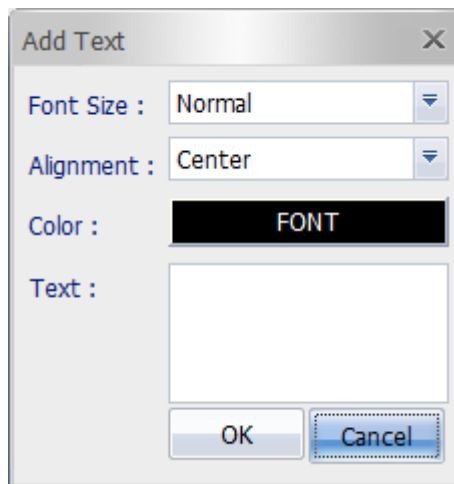 Add Text
Font Size : Normal
Alignment : Center
Color : FONT
Text :
OK Cancel